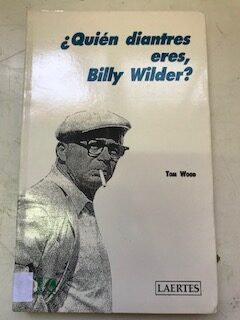 ¿Quién diantres
eres,
Billy Wilder?
Tom Wood
LAERTES